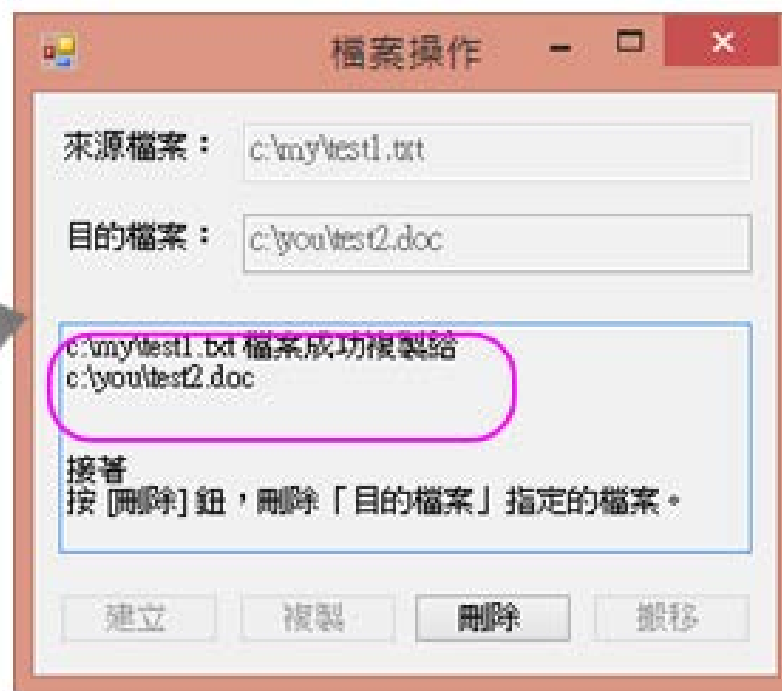 檔案操作
來源檔案：
c:\my\test1.txt
目的檔案：
c:\you\test2.doc
c:\my\test1.txt 檔案成功複製給
c:\you\test2.doc
接著
按 [刪除] 鈕，刪除「目的檔案」指定的檔案。
建立 複製 刪除 搬移